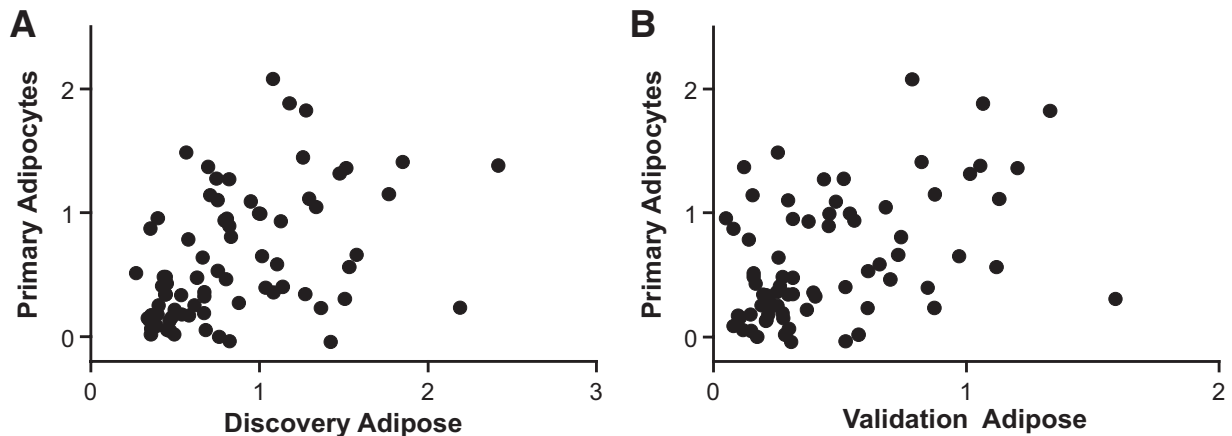 A
Primary Adipocytes
2
1
0
0 1 2 3
Discovery Adipose
B
Primary Adipocytes
2
1
0
0 1 2
Validation Adipose